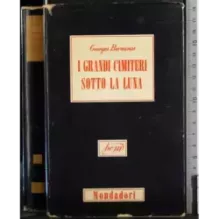 Georges Bernanos
I GRANDI CIMITERI
SOTTO LA LUNA
Mondadori